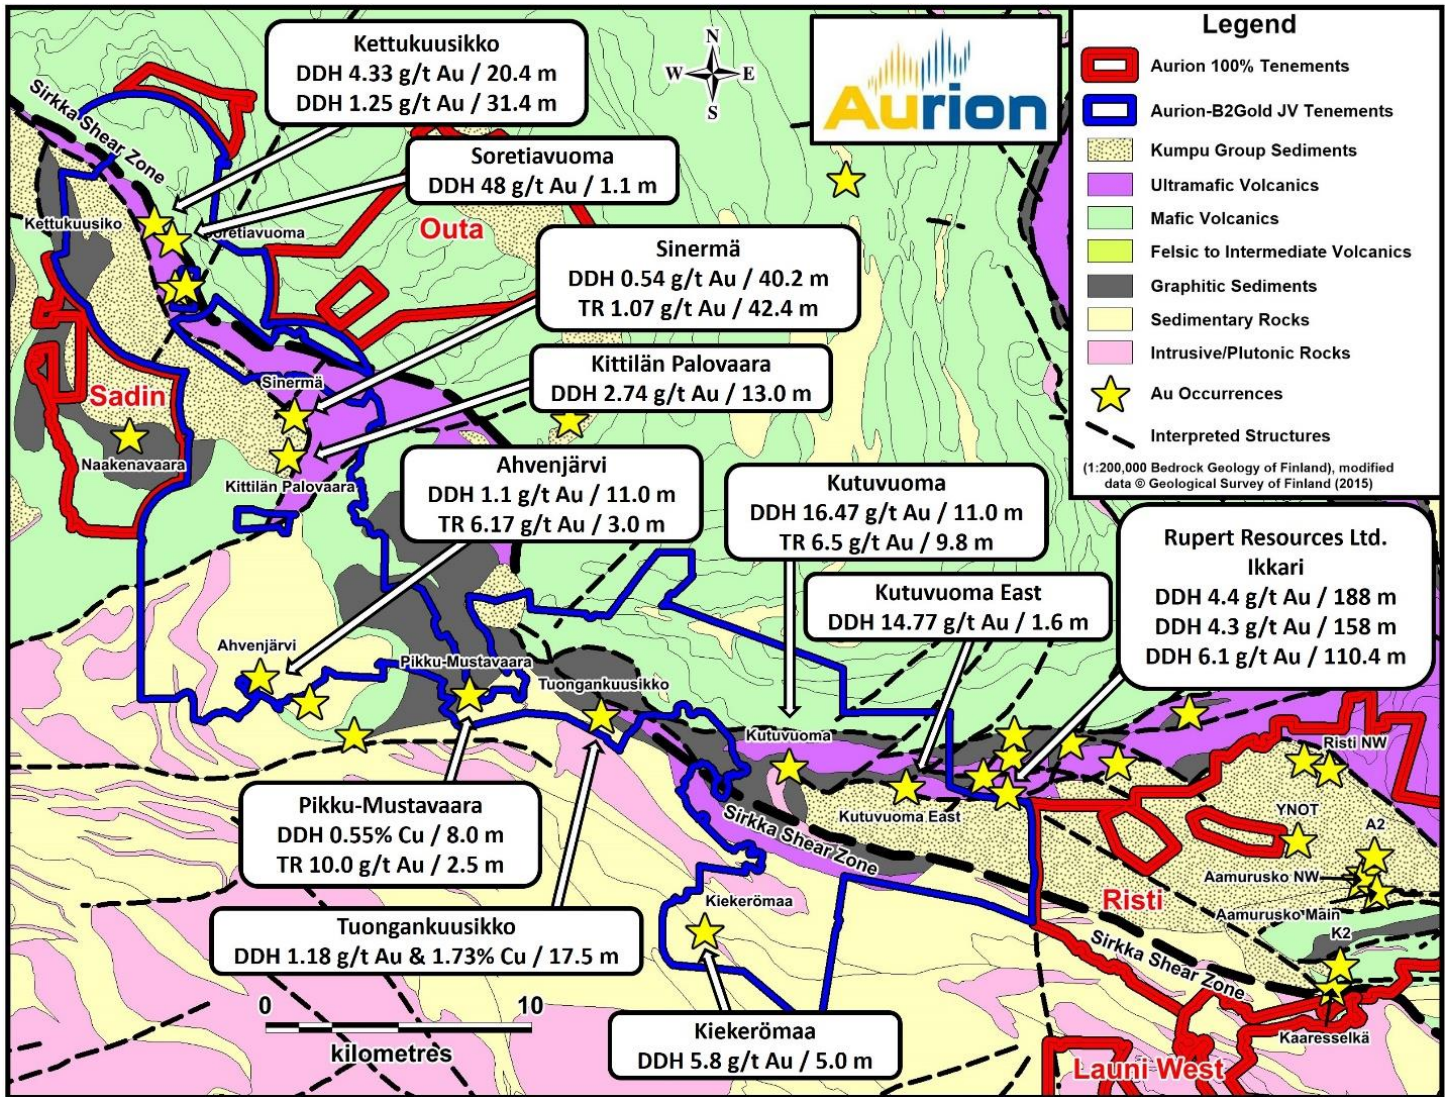 Kettukuusikko
DDH 4.33 g/t Au / 20.4 m
DDH 1.25 g/t Au / 31.4 m
N
W
E
S
Aurion
Legend
Aurion 100% Tenements
Aurion-B2Gold JV Tenements
Kumpu Group Sediments
Ultramafic Volcanics
Mafic Volcanics
Felsic to Intermediate Volcanics
Graphitic Sediments
Sedimentary Rocks
Intrusive/Plutonic Rocks
Au Occurrences
Interpreted Structures
(1:200,000 Bedrock Geology of Finland), modified
data © Geological Survey of Finland (2015)
Sirkka Shear Zone
Soretiavuoma
DDH 48 g/t Au / 1.1 m
Kettukuusiko
oretiavuoma
Outa
Sinermä
DDH 0.54 g/t Au / 40.2 m
TR 1.07 g/t Au / 42.4 m
Kittilän Palovaara
DDH 2.74 g/t Au / 13.0 m
Sadin
Sinermä
Naakenavaara
Kittilän Palovaara
Ahvenjärvi
DDH 1.1 g/t Au / 11.0 m
TR 6.17 g/t Au / 3.0 m
Kutuvuoma
DDH 16.47 g/t Au / 11.0 m
TR 6.5 g/t Au / 9.8 m
Kutuvuoma East
DDH 14.77 g/t Au / 1.6 m
Rupert Resources Ltd.
Ikkari
DDH 4.4 g/t Au / 188 m
DDH 4.3 g/t Au / 158 m
DDH 6.1 g/t Au / 110.4 m
Ahvenjärvi
Pikku-Mustavaara
Tuongankuusikko
Kutuvuoma
Risti NW
Kutuvuoma East
YNOT
A2
Aamurusko NW
Aamurusko Main
Sirkka Shear Zone
Pikku-Mustavaara
DDH 0.55% Cu / 8.0 m
TR 10.0 g/t Au / 2.5 m
Tuongankuusikko
DDH 1.18 g/t Au & 1.73% Cu / 17.5 m
Kiekerömaa
Risti
K2
Sirkka Shear Zone
Kaaresselkä
0 10
kilometres
Kiekerömaa
DDH 5.8 g/t Au / 5.0 m
Launi West